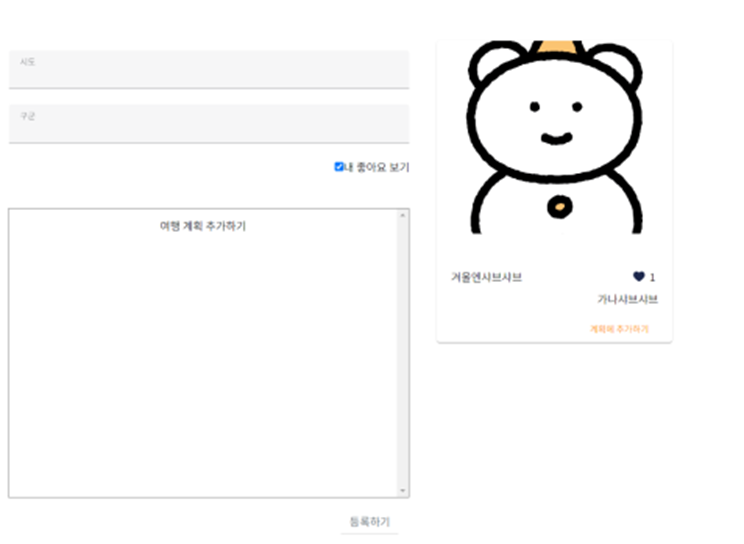 시도
구군
내 좋아요 보기
여행 계획 추가하기
등록하기
겨울엔샤브샤브
1
가나샤브샤브
계획에 추가하기